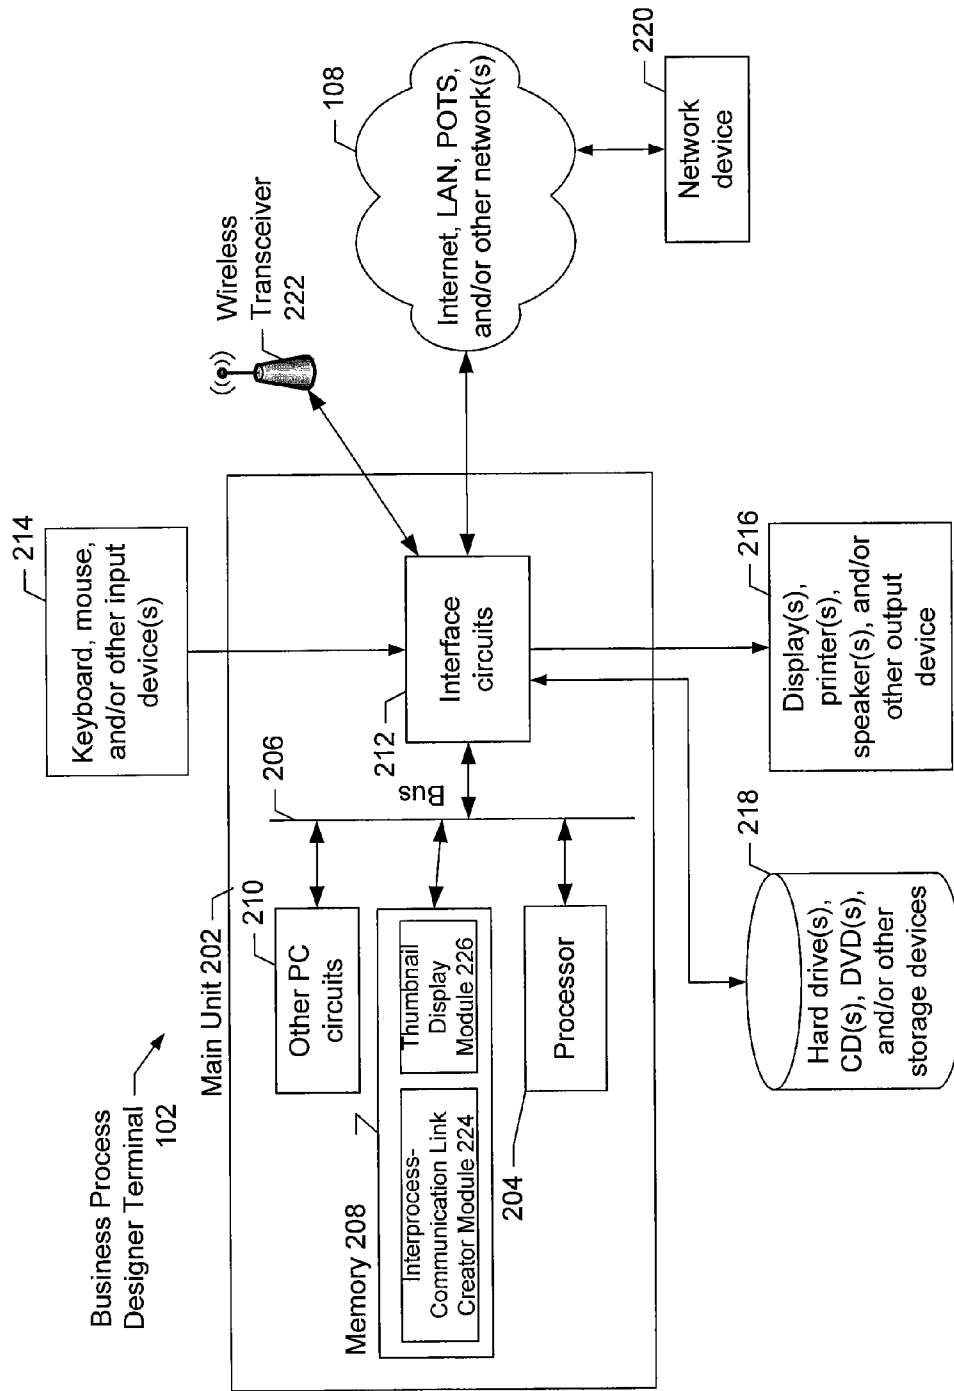 Business Process
Designer Terminal
102
Main Unit 202
210
Other PC
circuits
Memory 208
Interprocess-
Communication Link
Creator Module 224
Thumbnail
Display
Module 226
204
Processor
206
Bus
212
Interface
circuits
214
Keyboard, mouse,
and/or other input
device(s)
Wireless
Transceiver
222
108
Internet, LAN, POTS,
and/or other network(s)
220
Network
device
216
Display(s),
printer(s),
speaker(s), and/or
other output
device
218
Hard drive(s),
CD(s), DVD(s),
and/or other
storage devices